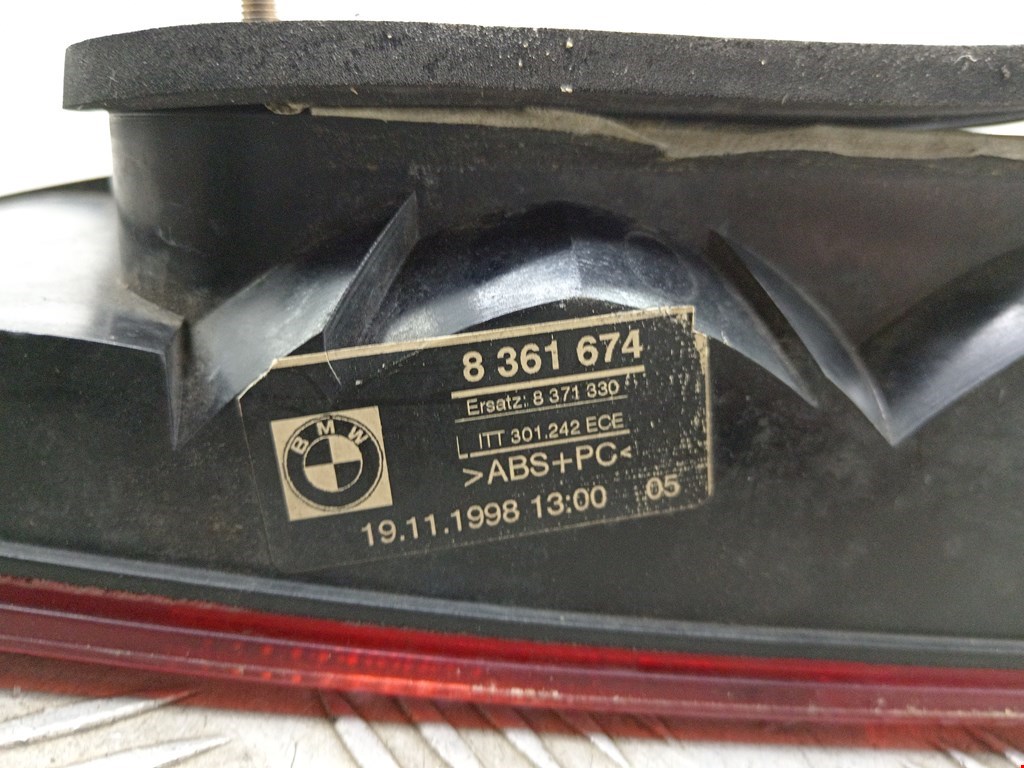 8 361 674
Ersatz: 8 371 330
ITT 301.242 ECE
>ABS+PC<
BMW
19.11.1998 13:00 05